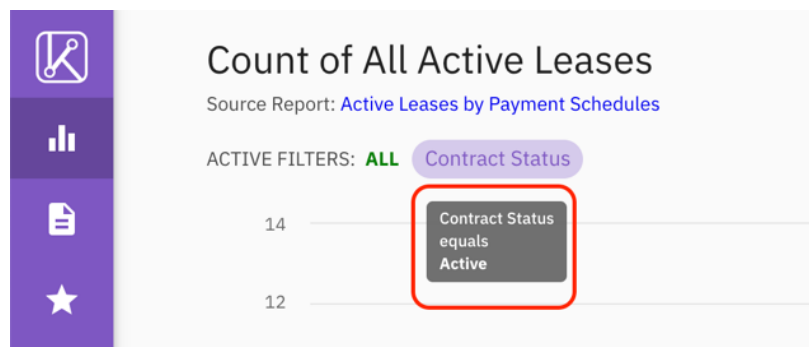 Count of All Active Leases
Source Report: Active Leases by Payment Schedules
ACTIVE FILTERS: ALL Contract Status
14
Contract Status
equals
Active
12